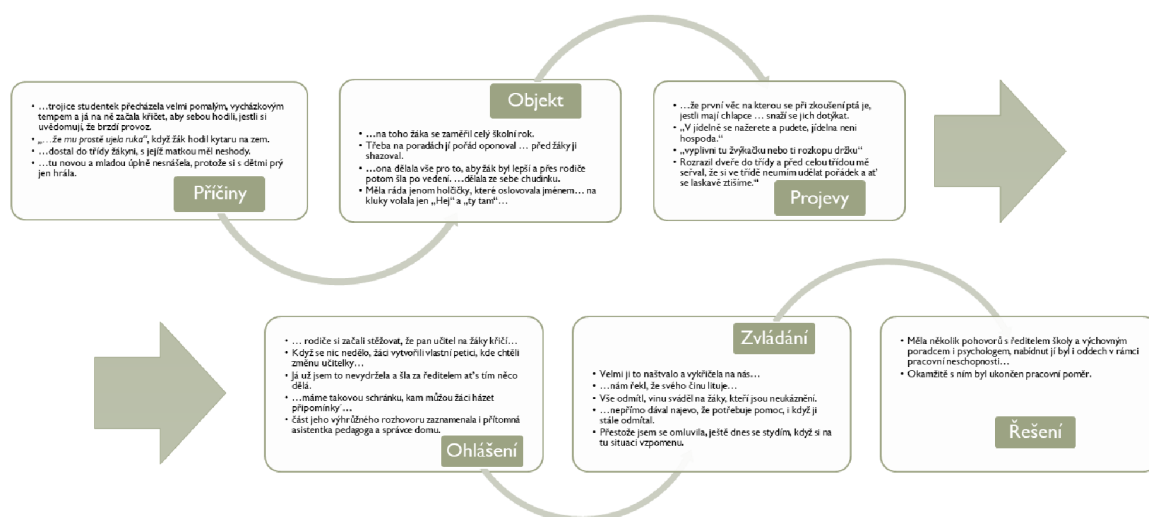 • …trojice studentek přecházela velmi pomalým, vycházkovým
tempem a já na ně začala křičet, aby sebou hodili, jestli si
uvědomují, že brzdí provoz.
• „…že mu prostě ujela ruka“, když žák hodil kytaru na zem.
• …dostal do třídy žákyni, s jejíž matkou měl neshody.
• …tu novou a mladou úplně nesnášela, protože si s dětmi prý
jen hrála.
Příčiny
Objekt
• …na toho žáka se zaměřil celý školní rok.
• Třeba na poradách jí pořád oponoval … před žáky ji
shazoval.
• …ona dělala vše pro to, aby žák byl lepší a přes rodiče
potom šla po vedení. …dělala ze sebe chudinku.
• Měla ráda jenom holčičky, které oslovovala jménem… na
kluky volala jen „Hej“ a „ty tam“…
• …že první věc na kterou se při zkoušení ptá je,
jestli mají chlapce … snaží se jich dotýkat.
• „V jídelně se nažerete a pudete, jídelna není
hospoda.“
• „vyplivni tu žvýkačku nebo ti rozkopu držku“
• Rozrazil dveře do třídy a před celou třídou mě
seřval, že si ve třídě neumím udělat pořádek a ať
se laskavě ztišíme.“
Projevy
• … rodiče si začali stěžovat, že pan učitel na žáky křičí…
• Když se nic nedělo, žáci vytvořili vlastní petici, kde chtěli
změnu učitelky…
• Já už jsem to nevydržela a šla za ředitelem ať's tím něco
dělá.
• …máme takovou schránku, kam můžou žáci házet
připomínky´…
• část jeho výhrůžného rozhovoru zaznamenala i přítomná
asistentka pedagoga a správce domu.
Ohlášení
Zvládání
• Velmi ji to naštvalo a vykřičela na nás…
• …nám řekl, že svého činu lituje…
• Vše odmítl, vinu sváděl na žáky, kteří jsou neukáznění.
• …nepřímo dával najevo, že potřebuje pomoc, i když ji
stále odmítal.
• Přestože jsem se omluvila, ještě dnes se stydím, když si na
tu situaci vzpomenu.
• Měla několik pohovorů s ředitelem školy a výchovným
poradcem i psychologem, nabídnut jí byl i oddech v rámci
pracovní neschopnosti…
• Okamžitě s ním byl ukončen pracovní poměr.
Řešení